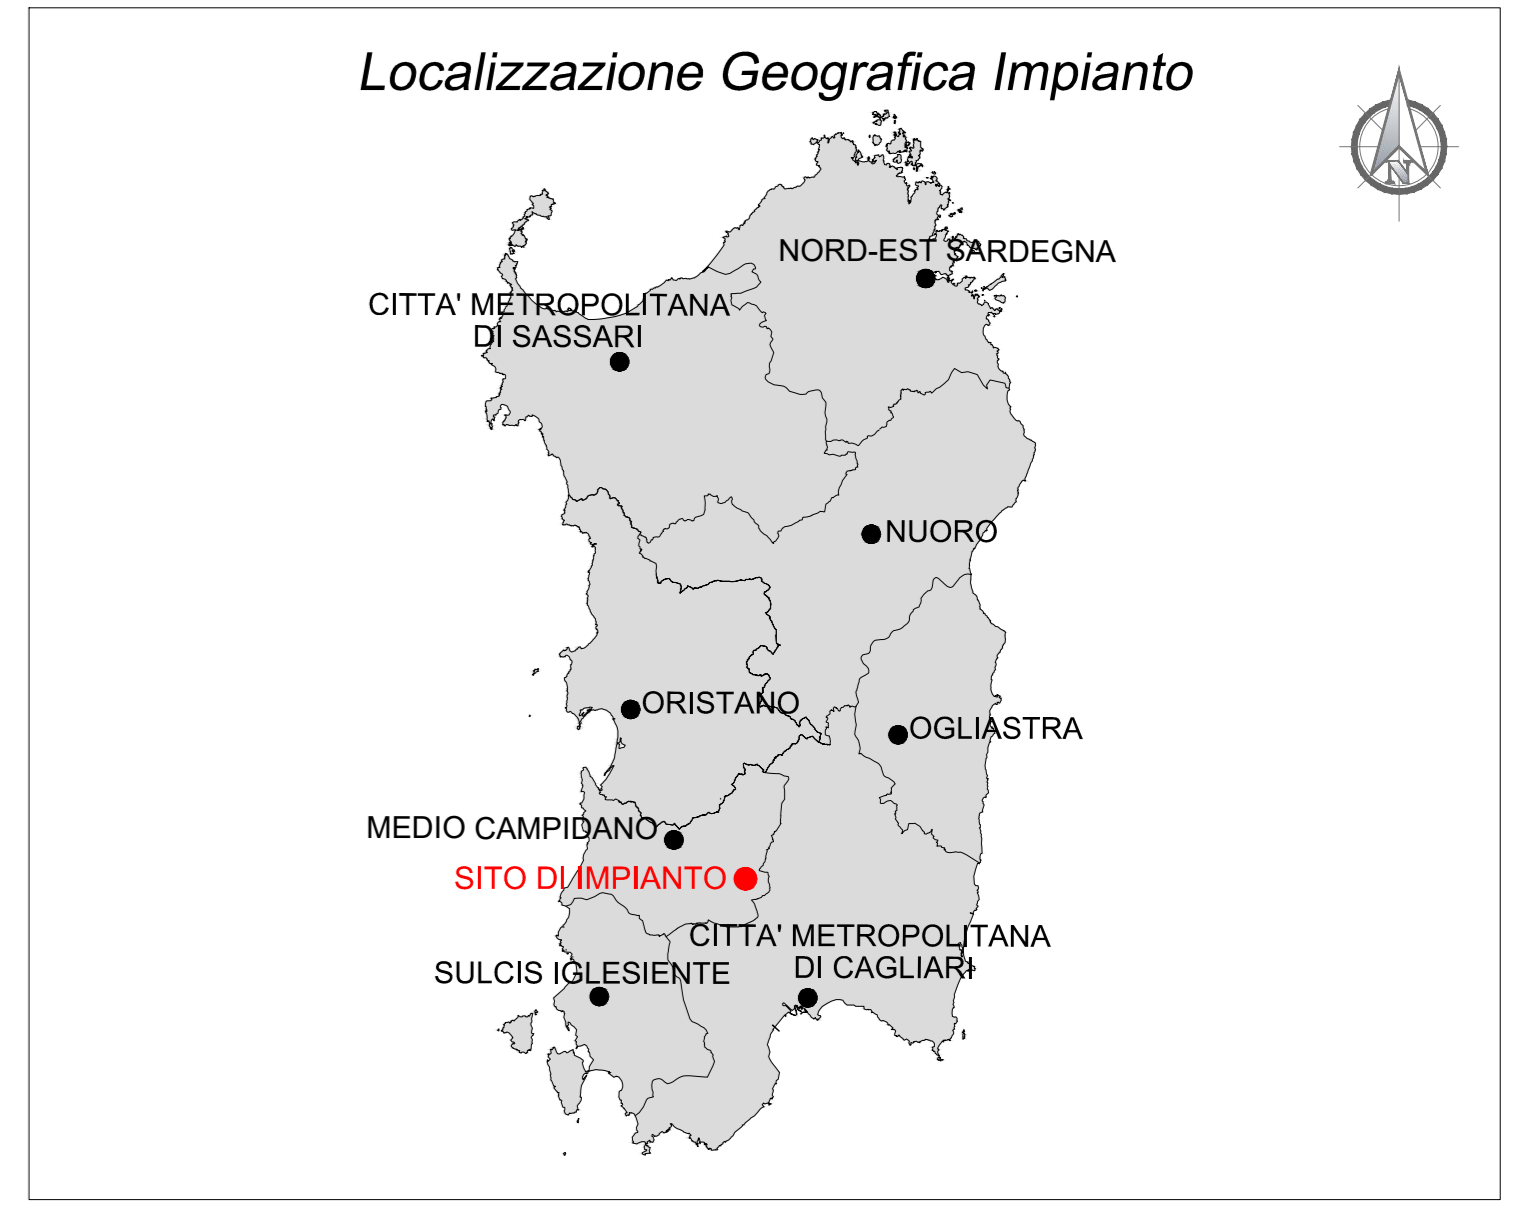 Localizzazione Geografica Impianto
N
NORD-EST SARDEGNA
CITTA' METROPOLITANA
DI SASSARI
NUORO
ORISTANO
OGLIASTRA
MEDIO CAMPIDANO
SITO DI IMPIANTO
CITTA' METROPOLITANA
DI CAGLIARI
SULCIS IGLESIENTE